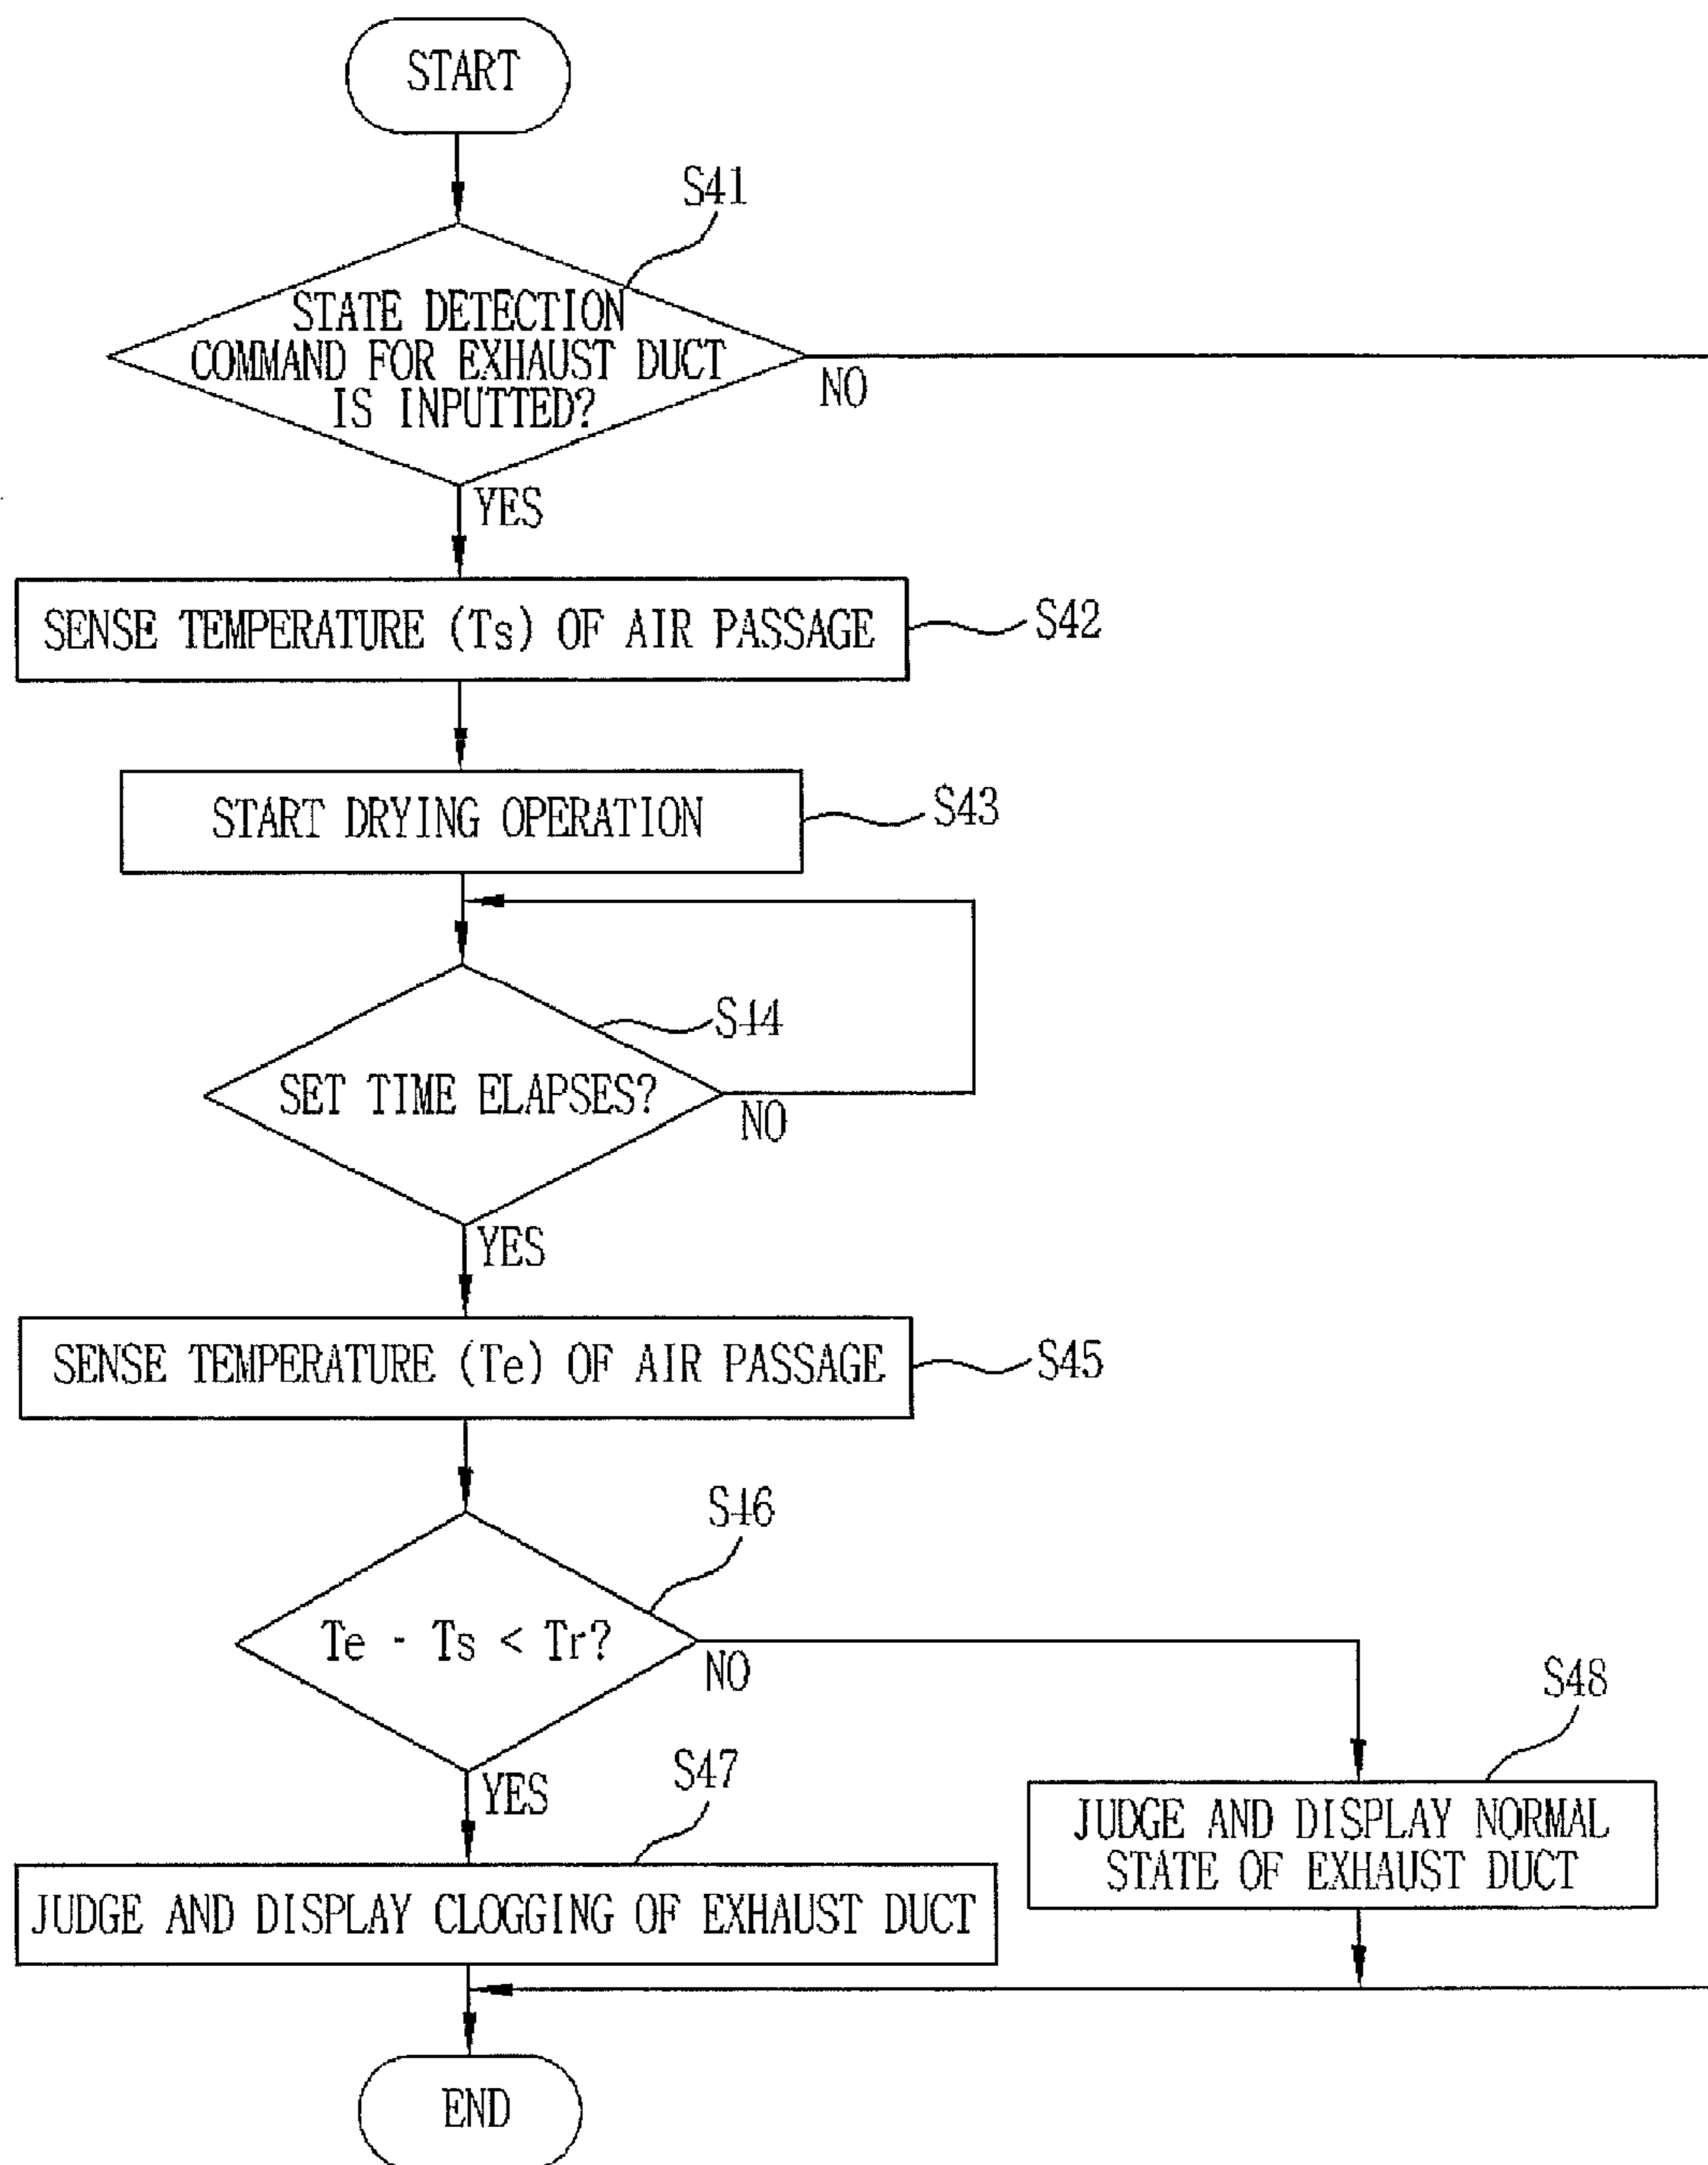 START
S41
STATE DETECTION
COMMAND FOR EXHAUST DUCT
IS INPUTTED?
NO
YES
SENSE TEMPERATURE (Ts) OF AIR PASSAGE
S42
START DRYING OPERATION
S43
S44
SET TIME ELAPSES?
NO
YES
SENSE TEMPERATURE (Te) OF AIR PASSAGE
S45
S46
Te - Ts < Tr?
NO
YES
S48
JUDGE AND DISPLAY NORMAL
STATE OF EXHAUST DUCT
S47
JUDGE AND DISPLAY CLOGGING OF EXHAUST DUCT
END